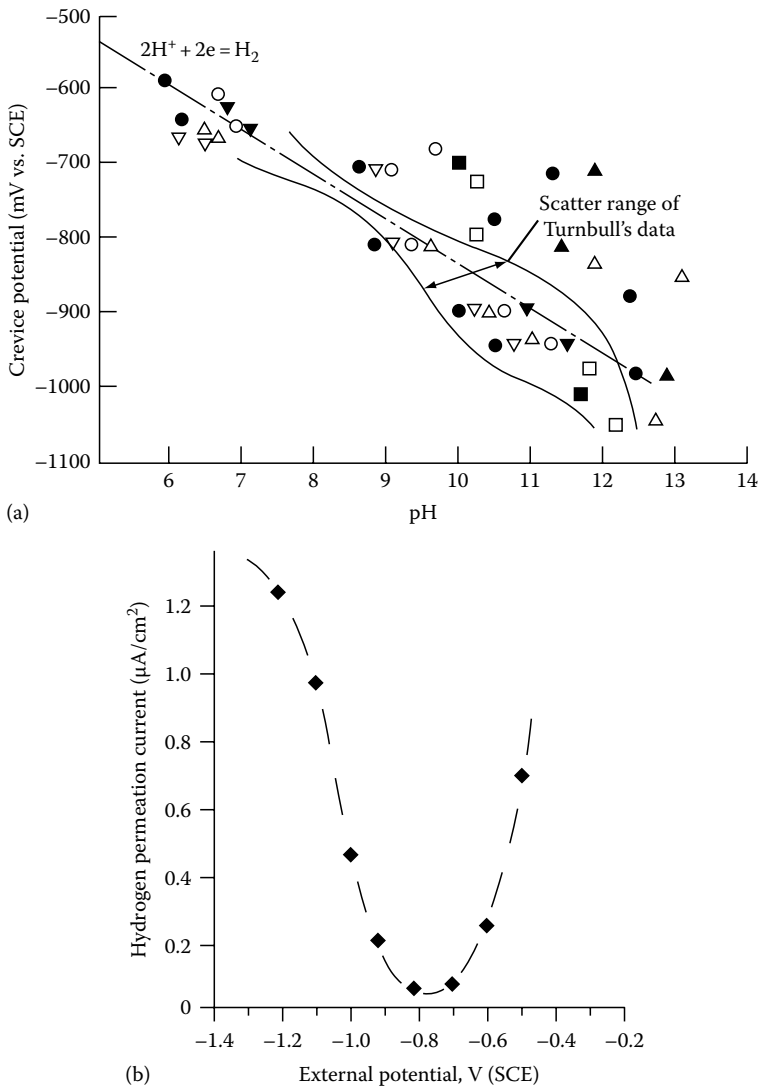 −500
−600
−700
−800
−900
−1000
−1100
Crevice potential (mV vs. SCE)
2H⁺ + 2e = H₂
Scatter range of
Turnbull’s data
6 7 8 9 10 11 12 13 14
pH
(a)
1.2
1.0
0.8
0.6
0.4
0.2
0
Hydrogen permeation current (μA/cm²)
−1.4 −1.2 −1.0 −0.8 −0.6 −0.4 −0.2
External potential, V (SCE)
(b)